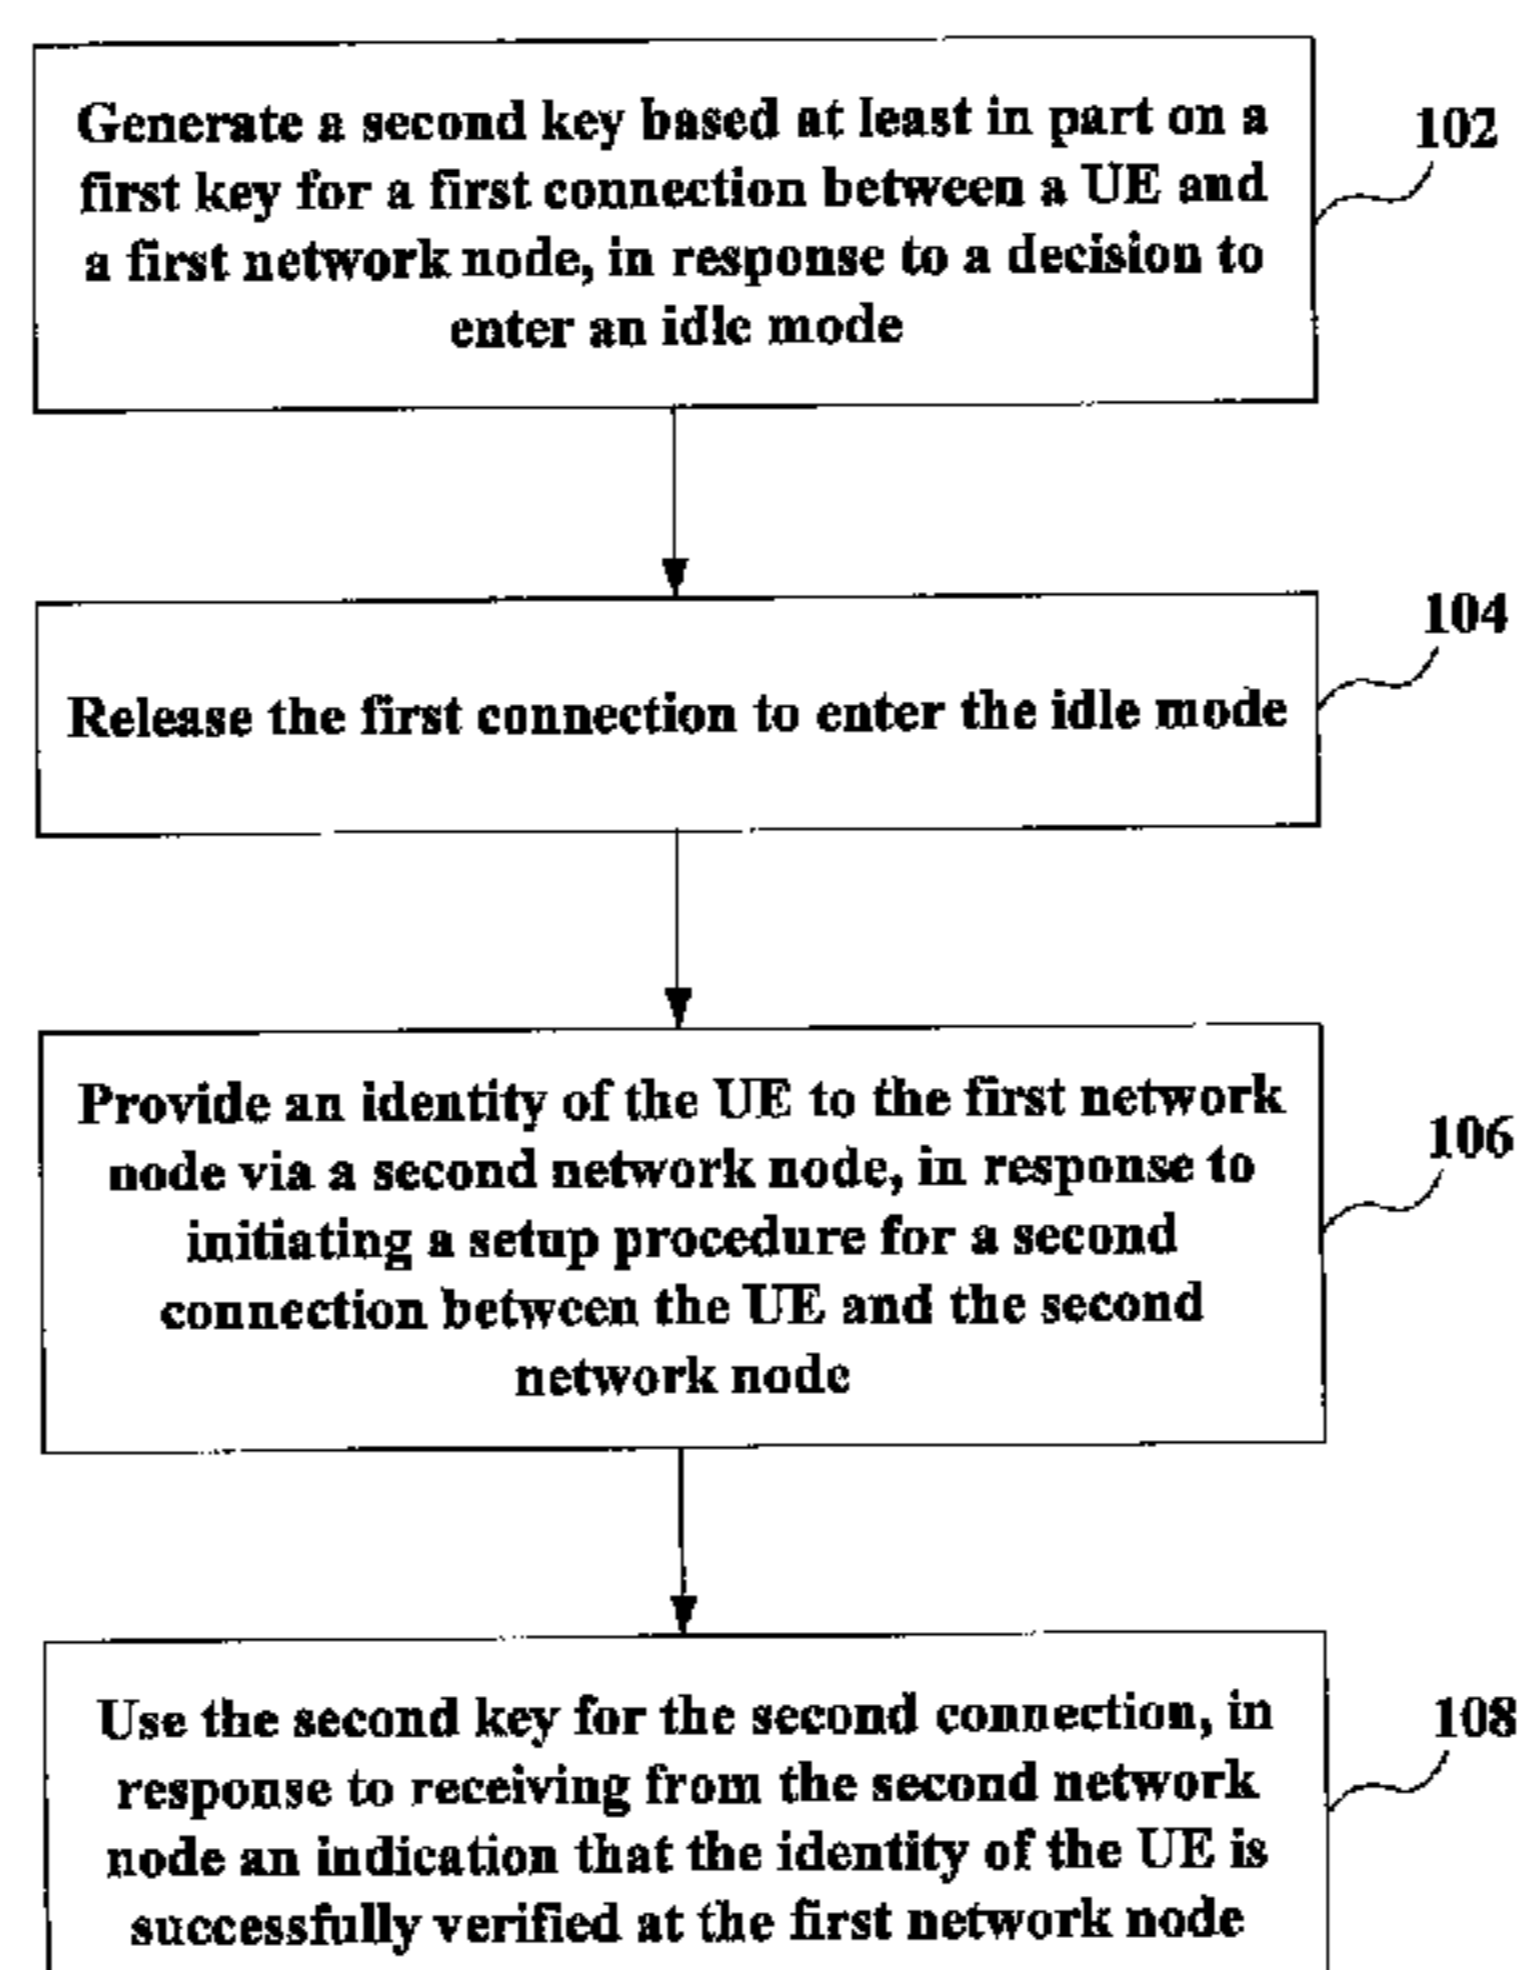 Generate a second key based at least in part on a
first key for a first connection between a UE and
a first network node, in response to a decision to
enter an idle mode
102
Release the first connection to enter the idle mode
104
Provide an identity of the UE to the first network
node via a second network node, in response to
initiating a setup procedure for a second
connection between the UE and the second
network node
106
Use the second key for the second connection, in
response to receiving from the second network
node an indication that the identity of the UE is
successfully verified at the first network node
108